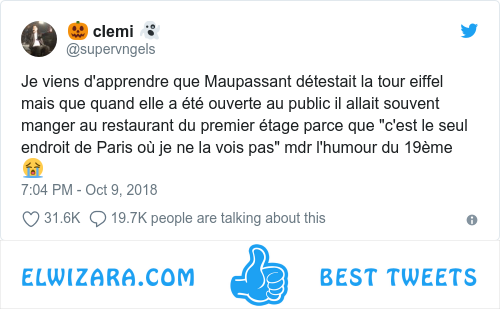 🎃 clemi 👻
@supervngels
Je viens d'apprendre que Maupassant détestait la tour eiffel
mais que quand elle a été ouverte au public il allait souvent
manger au restaurant du premier étage parce que "c'est le seul
endroit de Paris où je ne la vois pas" mdr l'humour du 19ème
😭
7:04 PM - Oct 9, 2018
31.6K 19.7K people are talking about this
ELWIZARA.COM BEST TWEETS